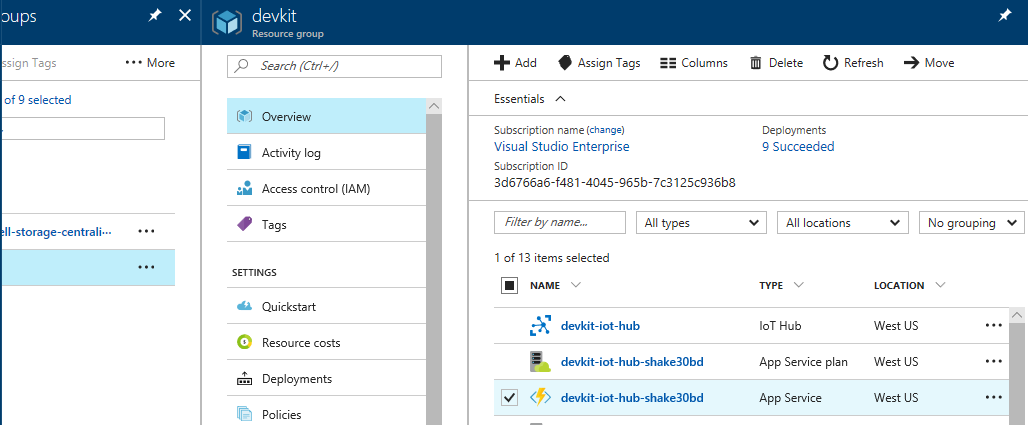 oups
devkit
Resource group
ssign Tags
••• More
of 9 selected
ell-storage-centrali···
Search (Ctrl+/)
Overview
Activity log
Access control (IAM)
Tags
SETTINGS
Quickstart
Resource costs
Deployments
Policies
Add Assign Tags Columns Delete Refresh Move
Essentials
Subscription name (change)
Visual Studio Enterprise
Deployments
9 Succeeded
Subscription ID
3d6766a6-f481-4045-965b-7c3125c936b8
Filter by name... All types All locations No grouping
1 of 13 items selected
NAME TYPE LOCATION
devkit-iot-hub IoT Hub West US
devkit-iot-hub-shake30bd App Service plan West US
devkit-iot-hub-shake30bd App Service West US